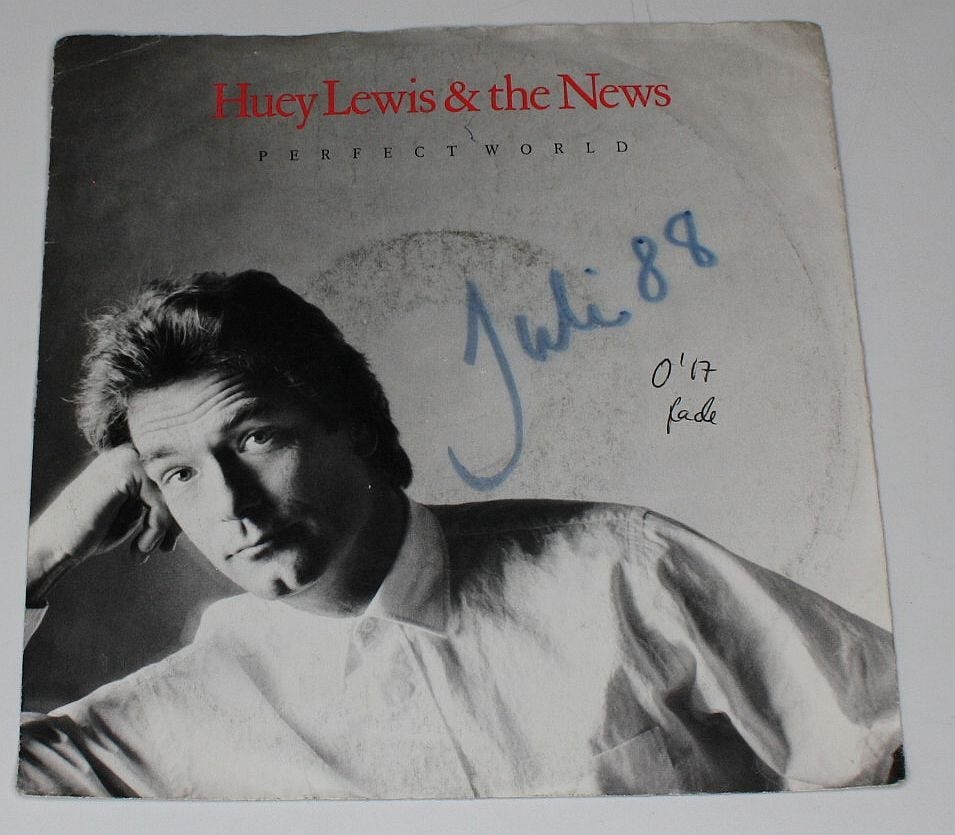 Huey Lewis & the News
PERFECT WORLD
Juli 88
0'17
fade